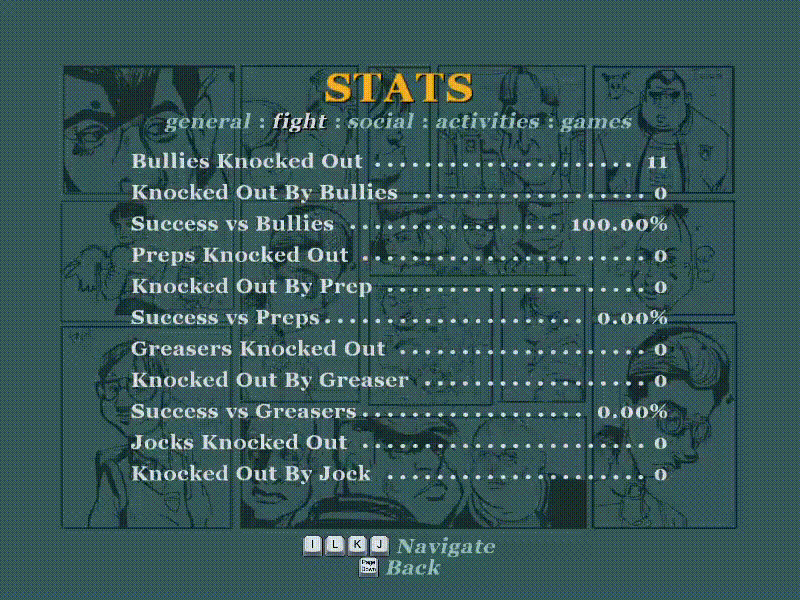 STATS
general : fight : social : activities : games
Bullies Knocked Out ..................... 11
Knocked Out By Bullies ................... 0
Success vs Bullies ................ 100.00%
Preps Knocked Out ....................... 0
Knocked Out By Prep ..................... 0
Success vs Preps..................... 0.00%
Greasers Knocked Out .................... 0
Knocked Out By Greaser .................. 0
Success vs Greasers.................. 0.00%
Jocks Knocked Out ....................... 0
Knocked Out By Jock ..................... 0
I L K J Navigate
Page Down Back